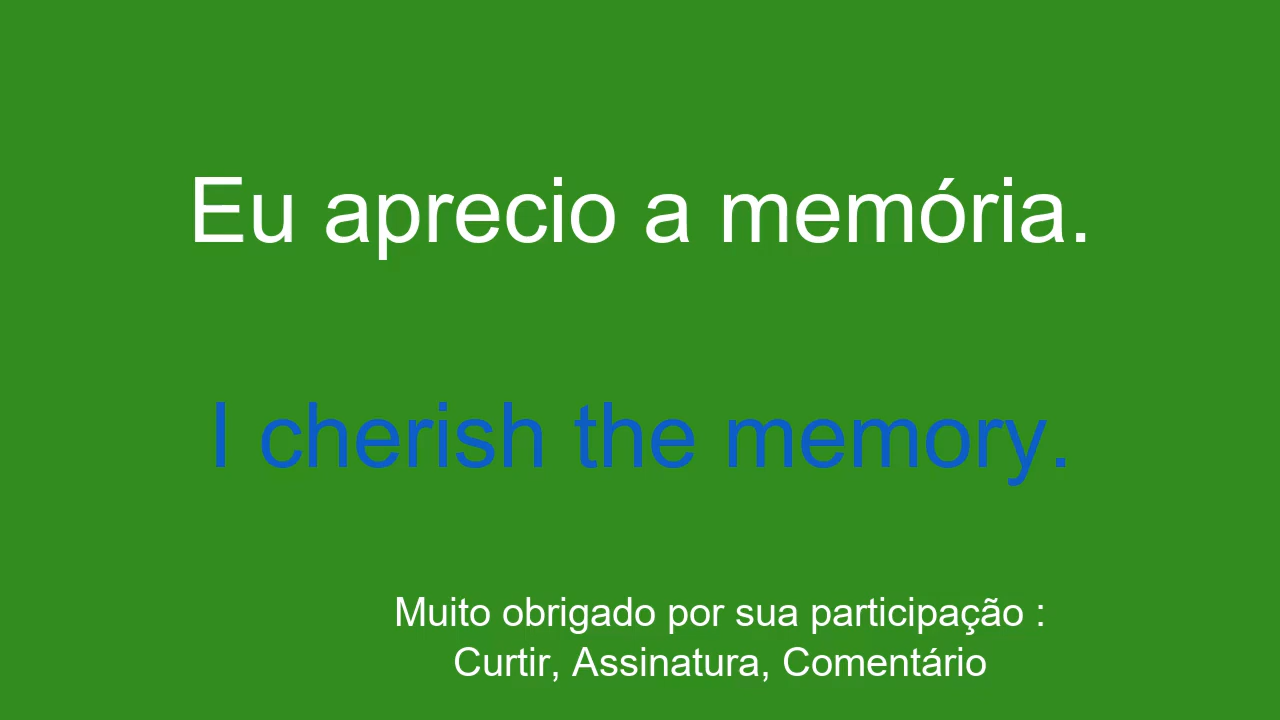 Eu aprecio a memória.
I cherish the memory.
Muito obrigado por sua participação :
Curtir, Assinatura, Comentário